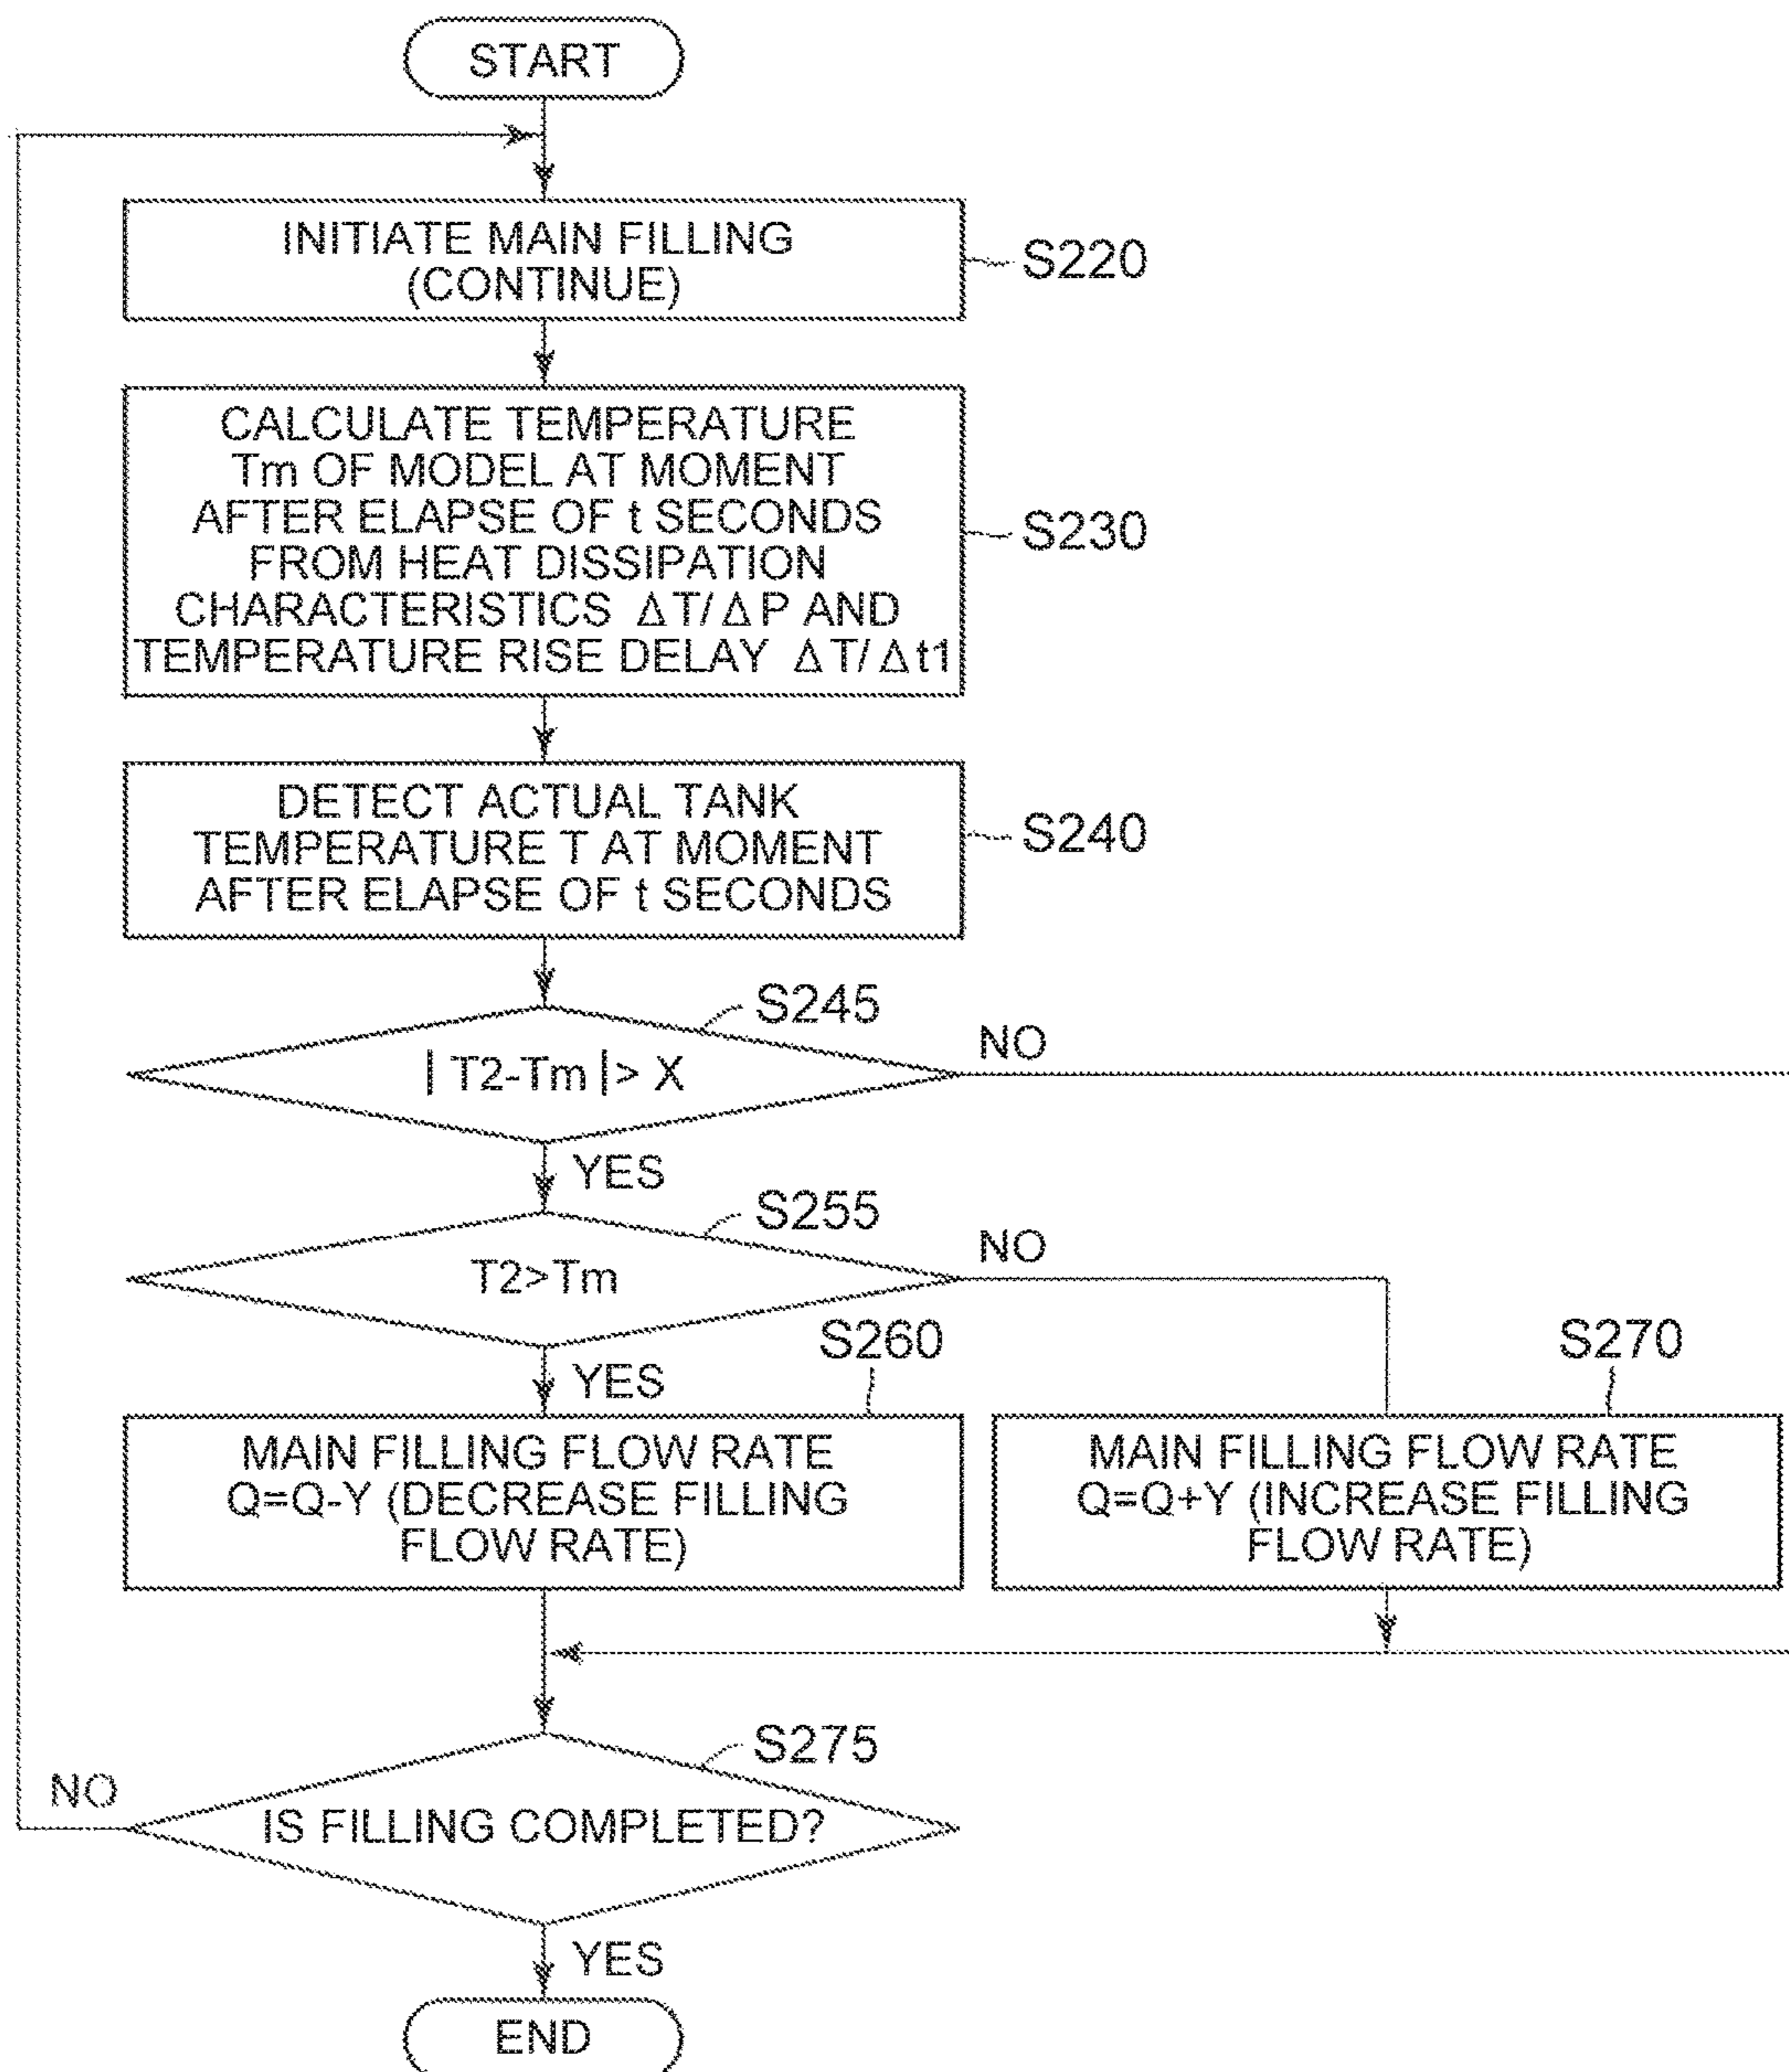 START
INITIATE MAIN FILLING
(CONTINUE)
S220
CALCULATE TEMPERATURE
Tm OF MODEL AT MOMENT
AFTER ELAPSE OF t SECONDS
FROM HEAT DISSIPATION
CHARACTERISTICS ΔT/ΔP AND
TEMPERATURE RISE DELAY ΔT/Δt1
S230
DETECT ACTUAL TANK
TEMPERATURE T AT MOMENT
AFTER ELAPSE OF t SECONDS
S240
S245
| T2-Tm |> X
NO
YES
S255
T2>Tm
NO
YES
S260
MAIN FILLING FLOW RATE
Q=Q-Y (DECREASE FILLING
FLOW RATE)
S270
MAIN FILLING FLOW RATE
Q=Q+Y (INCREASE FILLING
FLOW RATE)
S275
IS FILLING COMPLETED?
NO
YES
END